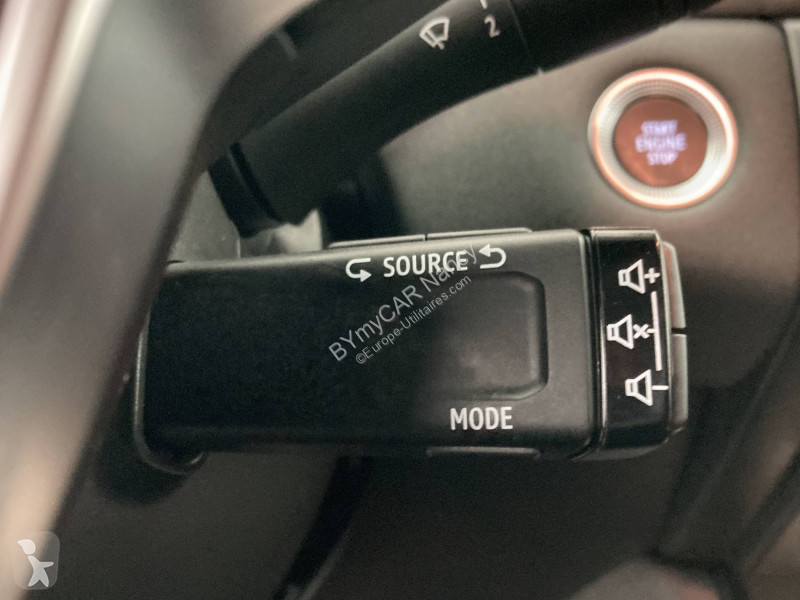 2
START
ENGINE
STOP
SOURCE
BYmyCAR Nancy
©Europe-Utilitaires.com
MODE